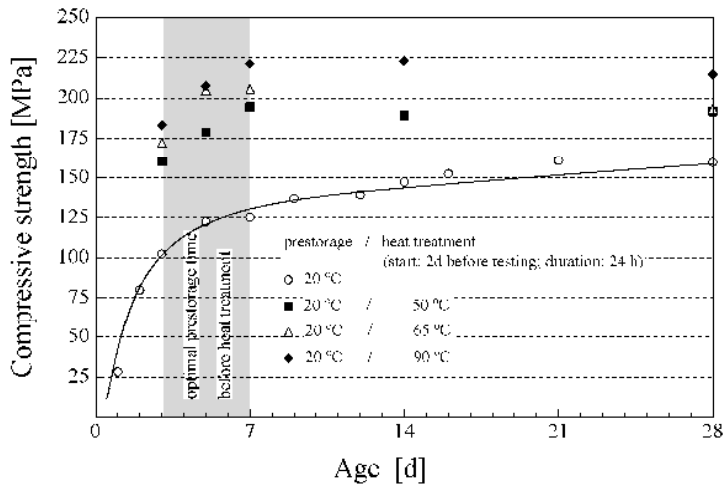 Compressive strength [MPa]
250
225
200
175
150
125
100
75
50
25
0
7
14
21
28
Age [d]
optimal prestorage time
before heat treatment
prestorage / heat treatment
(start: 2d before testing; duration: 24 h)
20 °C
20 °C / 50 °C
20 °C / 65 °C
20 °C / 90 °C